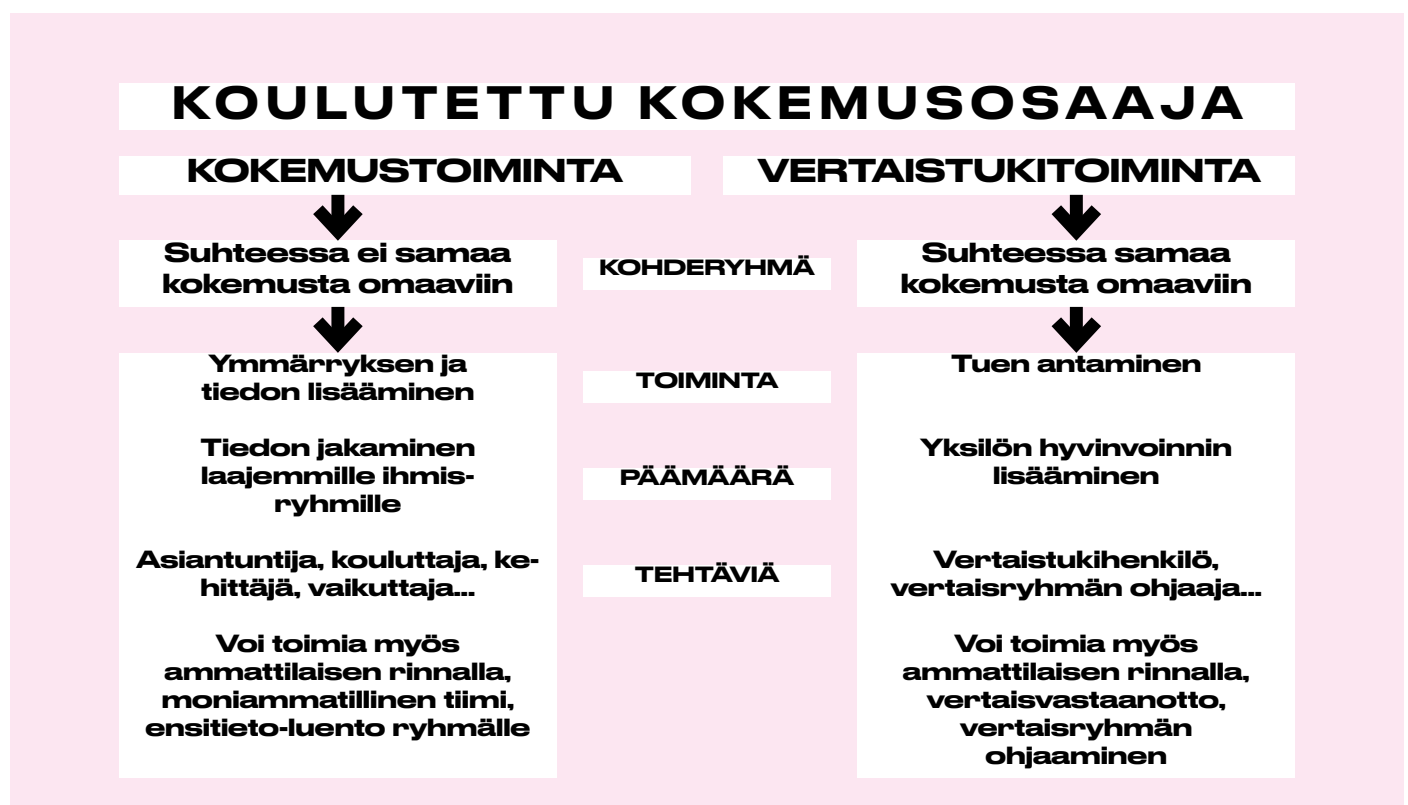 KOULUTETTU KOKEMUSOSAAJA
KOKEMUSTOIMINTA
VERTAISTUKITOIMINTA
Suhteessa ei samaa
kokemusta omaaviin
KOHDERYHMÄ
Suhteessa samaa
kokemusta omaaviin
Ymmärryksen ja
tiedon lisääminen
TOIMINTA
Tuen antaminen
Tiedon jakaminen
laajemmille ihmis-
ryhmille
PÄÄMÄÄRÄ
Yksilön hyvinvoinnin
lisääminen
Asiantuntija, kouluttaja, ke-
hittäjä, vaikuttaja...
TEHTÄVIÄ
Vertaistukihenkilö,
vertaisryhmän ohjaaja...
Voi toimia myös
ammattilaisen rinnalla,
moniammatillinen tiimi,
ensitieto-luento ryhmälle
Voi toimia myös
ammattilaisen rinnalla,
vertaisvastaanotto,
vertaisryhmän
ohjaaminen